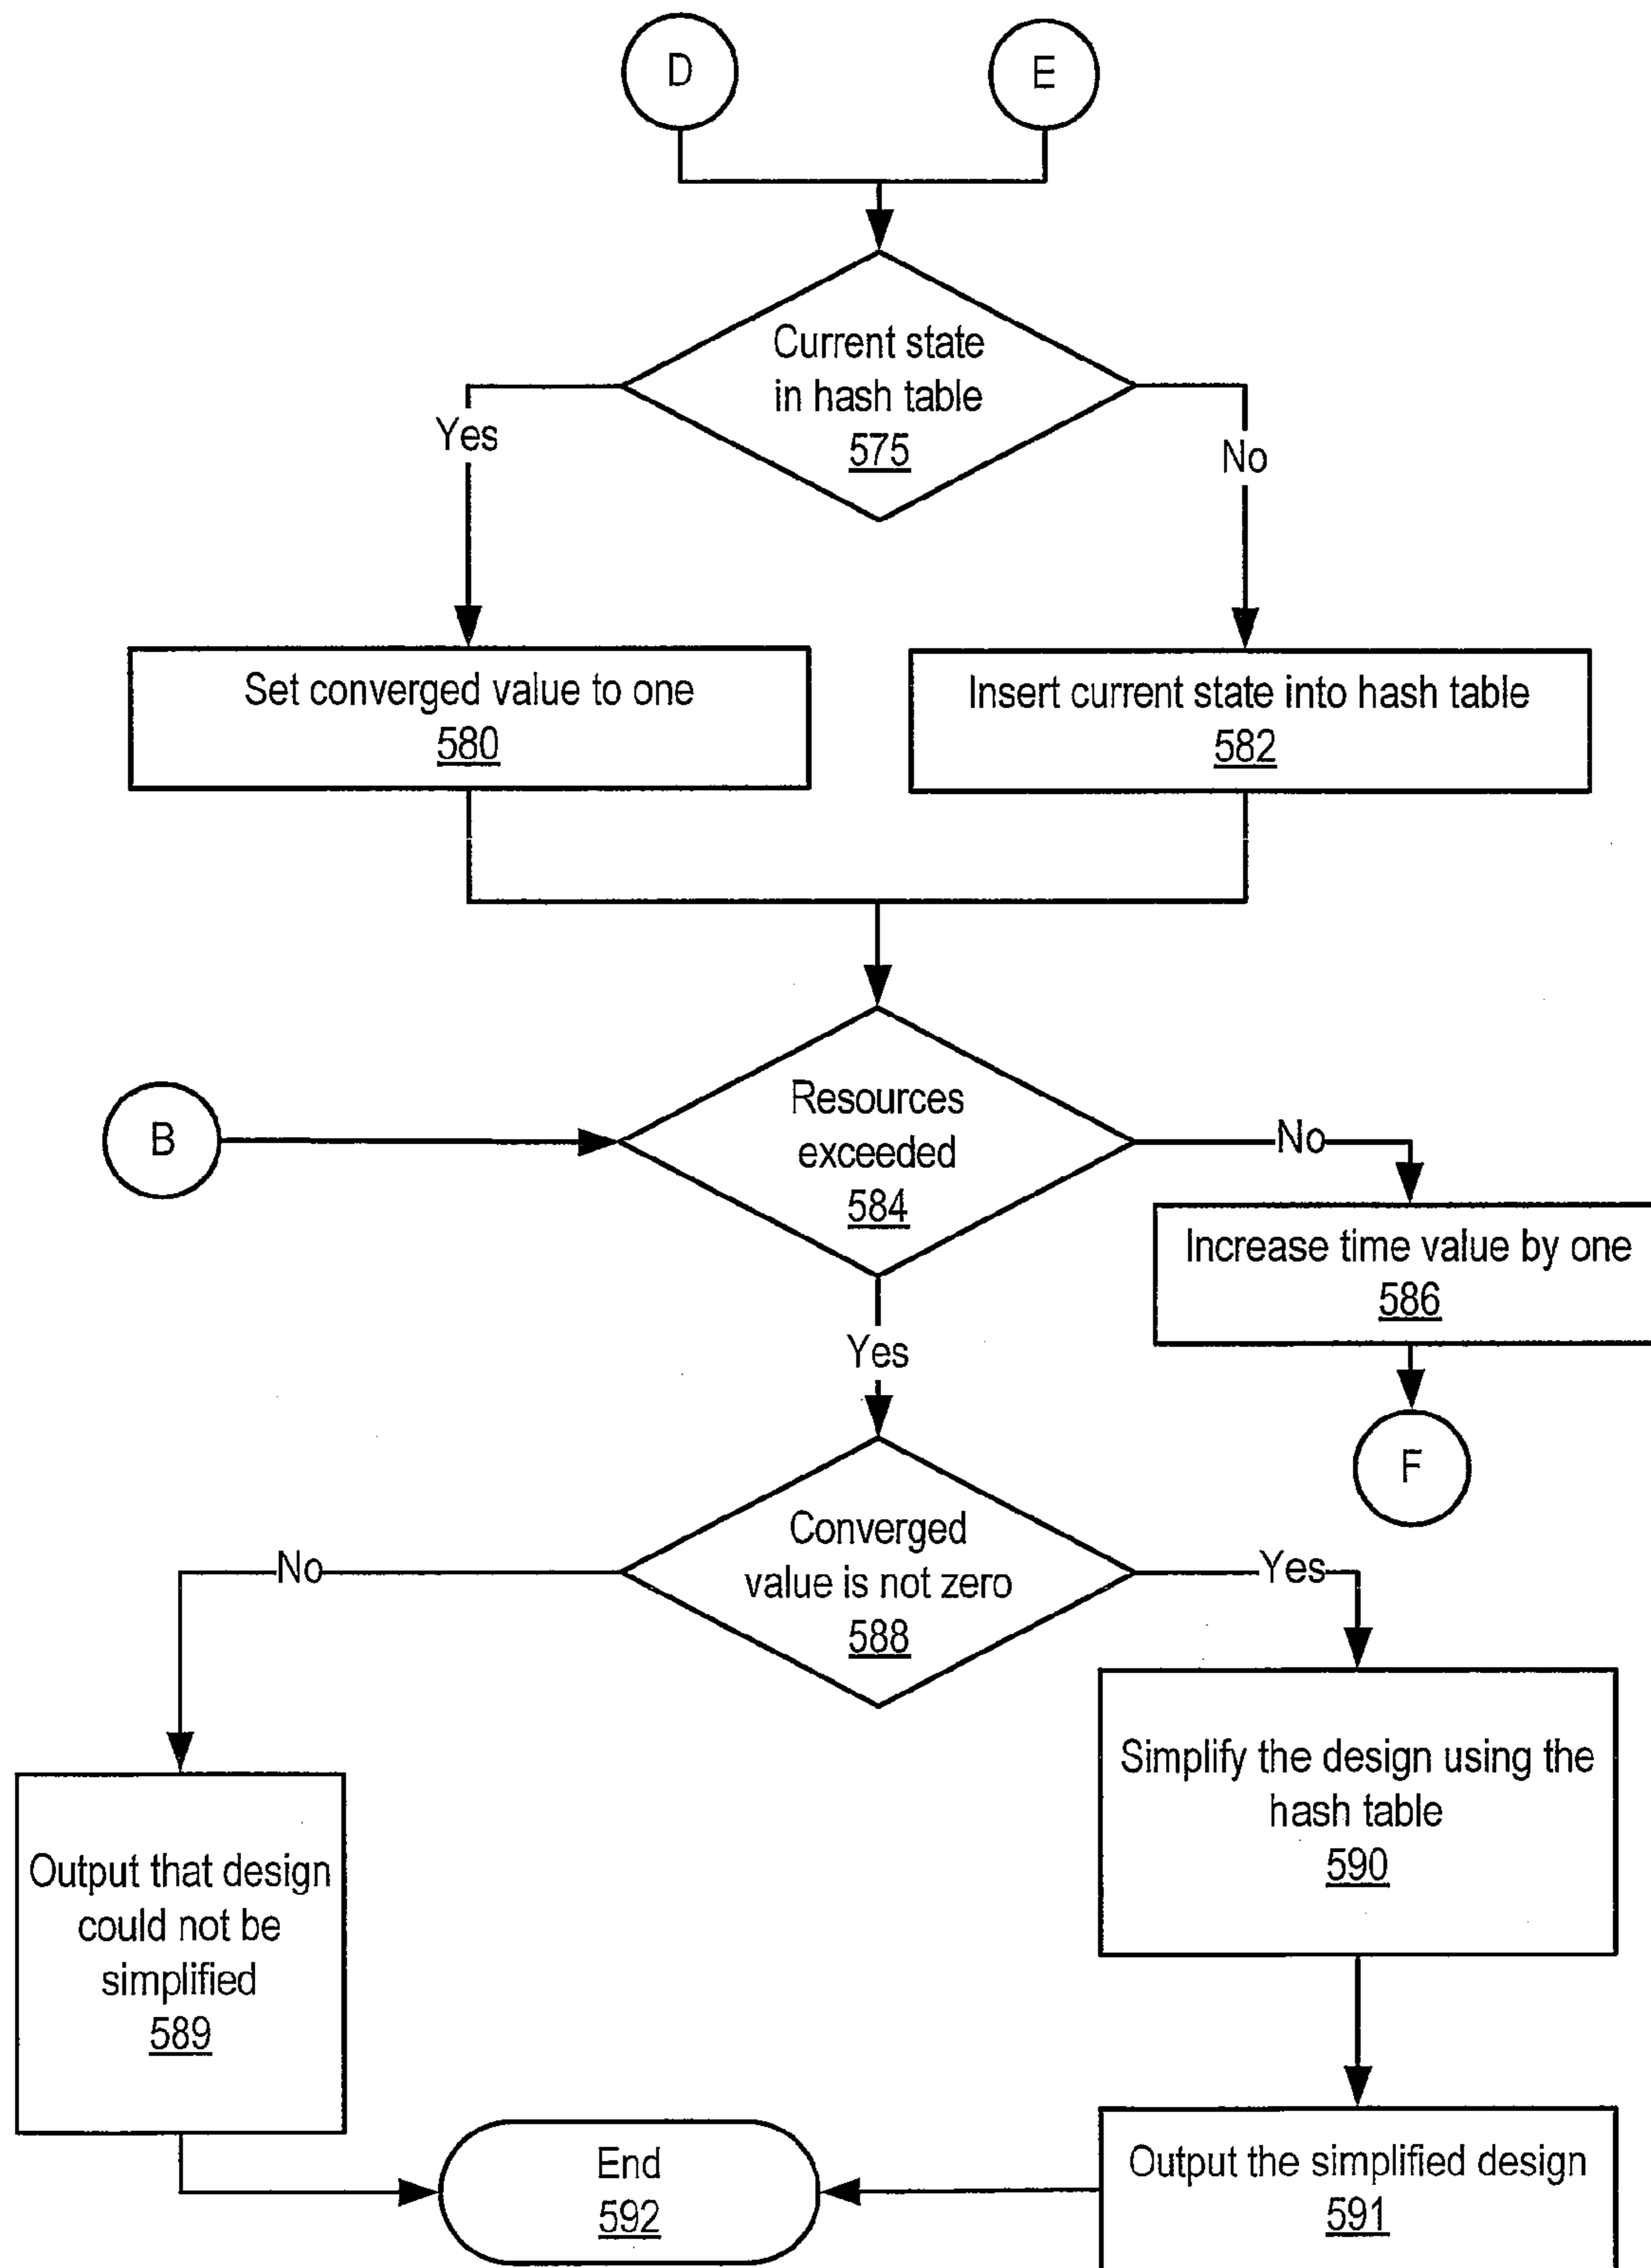 D
E
Current state
in hash table
575
Yes
No
Set converged value to one
580
Insert current state into hash table
582
Resources
exceeded
584
B
No
Increase time value by one
586
Yes
F
Converged
value is not zero
588
No
Yes
Simplify the design using the
hash table
590
Output that design
could not be
simplified
589
End
592
Output the simplified design
591